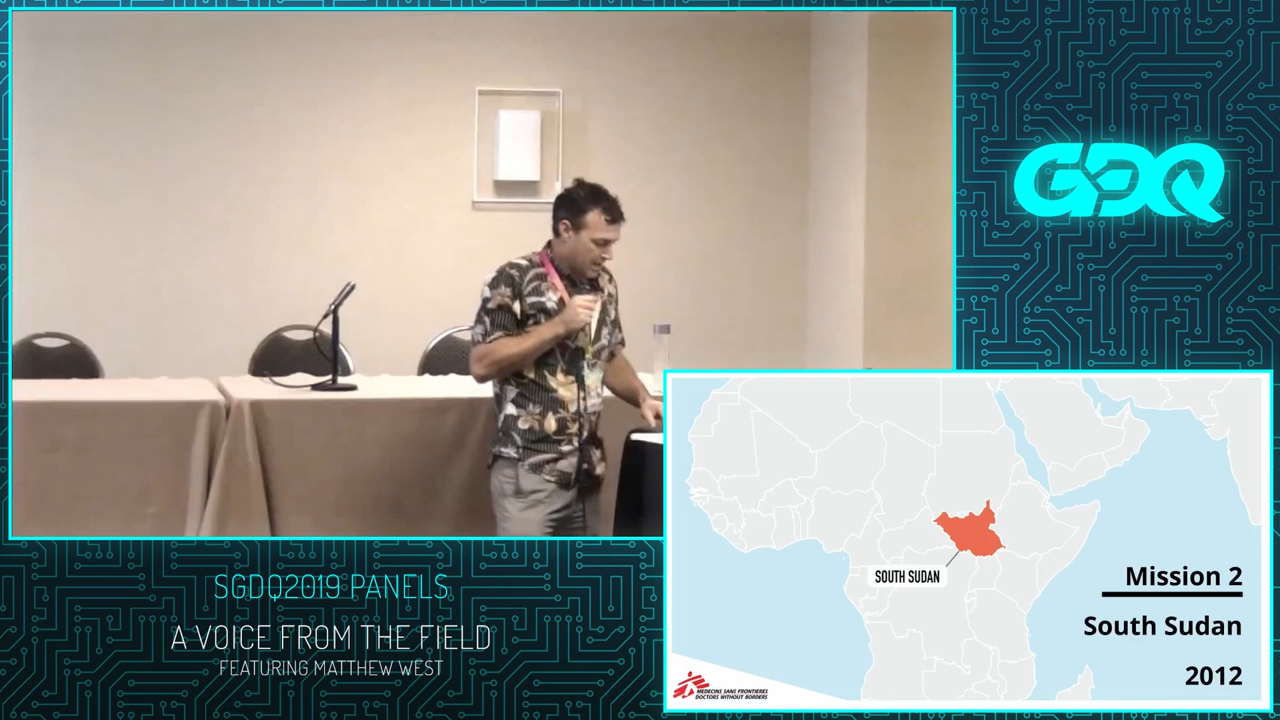 GDQ
SOUTH SUDAN
Mission 2
South Sudan
2012
MEDECINS SANS FRONTIERES
DOCTORS WITHOUT BORDERS
SGDQ2019 PANELS
A VOICE FROM THE FIELD
FEATURING MATTHEW WEST